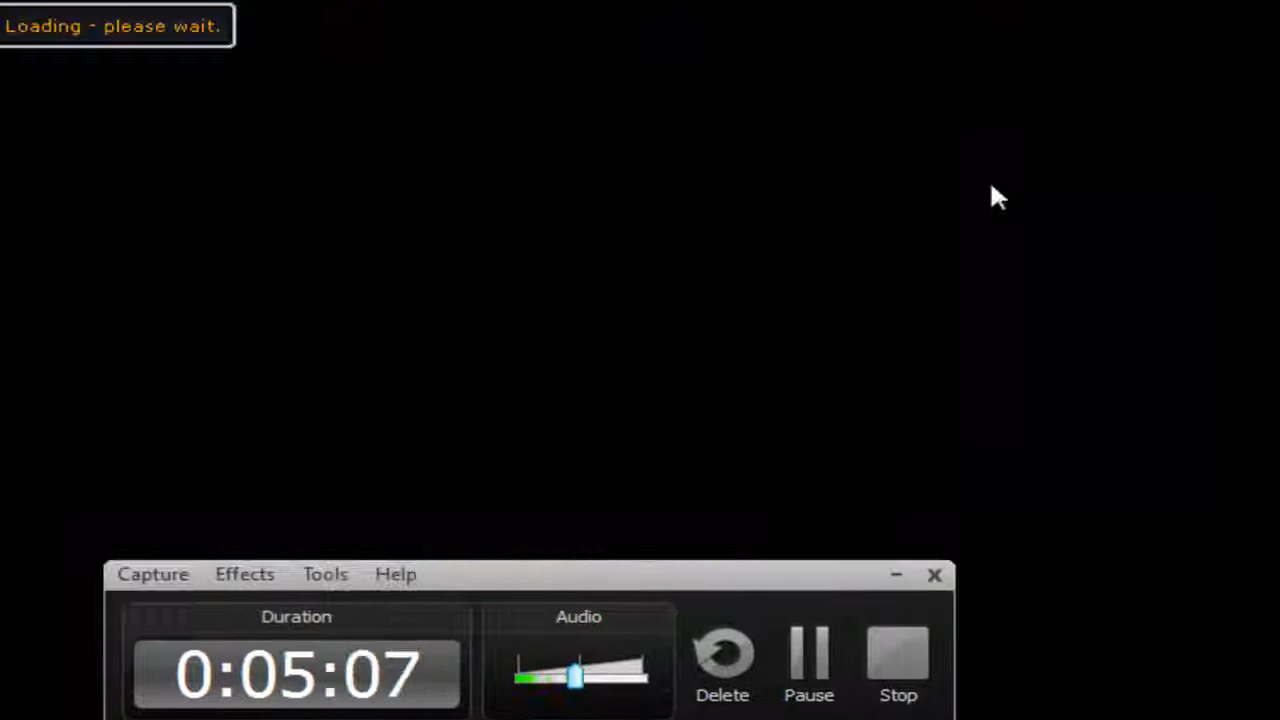 Loading - please wait.
Capture Effects Tools Help
Duration Audio
0:05:07
Delete Pause Stop